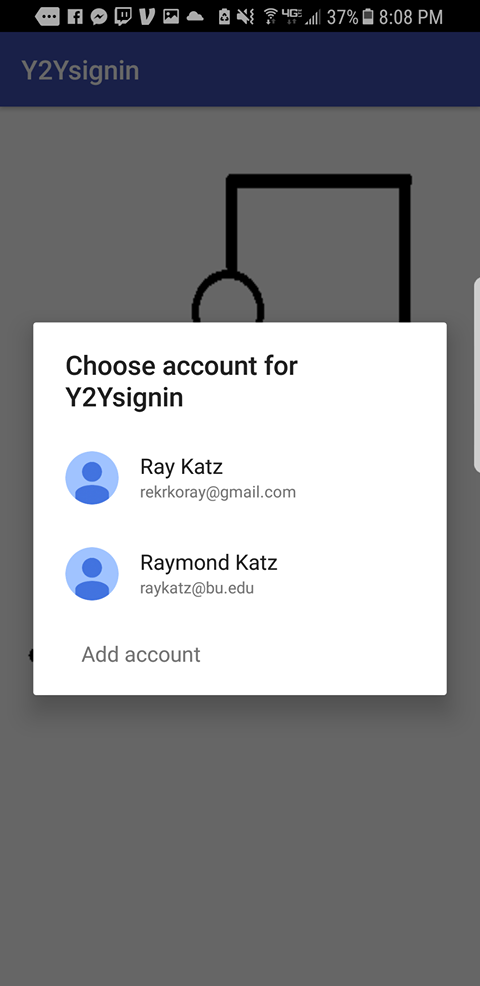 4G
37%
8:08 PM
Y2Ysignin
Choose account for
Y2Ysignin
Ray Katz
rekrkoray@gmail.com
Raymond Katz
raykatz@bu.edu
Add account